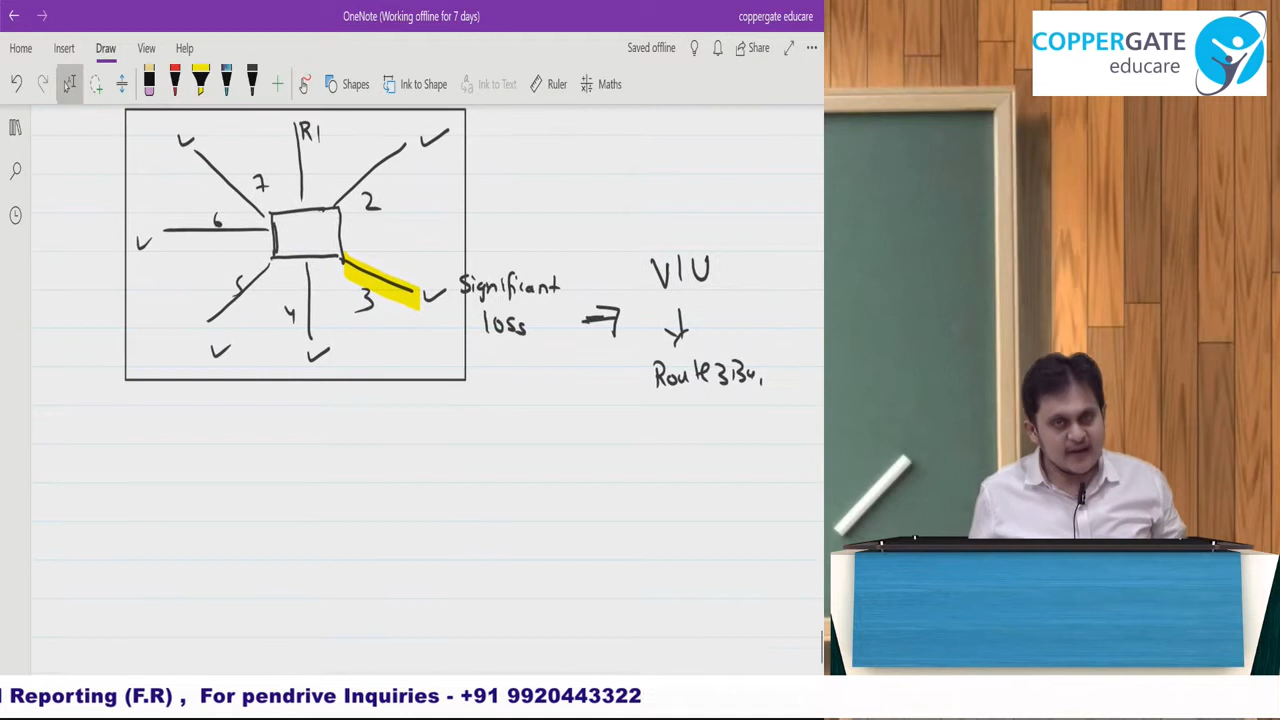 OneNote (Working offline for 7 days)
coppergate educare
Home Insert Draw View Help
Saved offline Share
Shapes Ink to Shape Ink to Text Ruler Maths
COPPERGATE
educare
R1
7
2
6
5
4
3
Significant
loss
VIU
Route 3
l Reporting (F.R) , For pendrive Inquiries - +91 9920443322